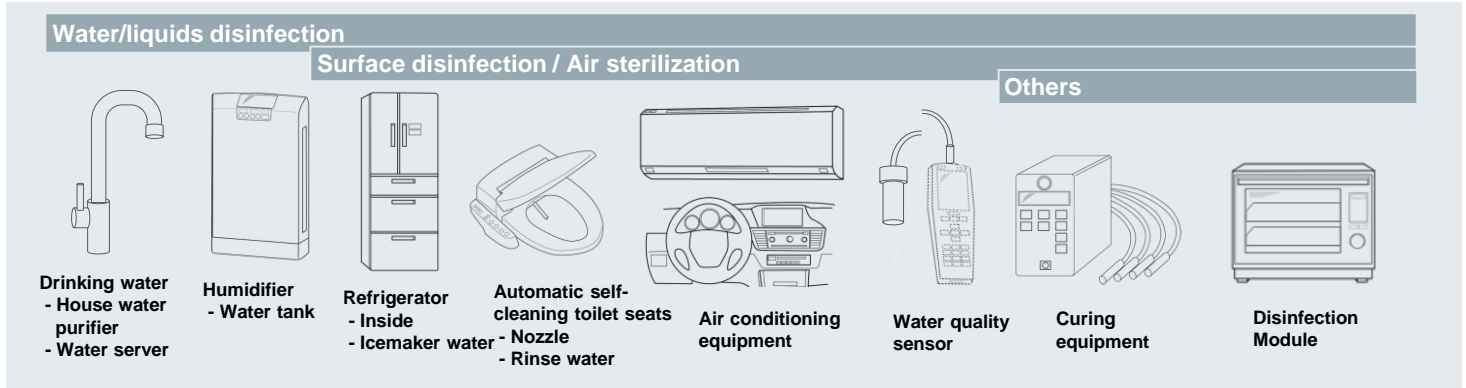 Water/liquids disinfection
Surface disinfection / Air sterilization
Others
Drinking water
- House water
purifier
- Water server
Humidifier
- Water tank
Refrigerator
- Inside
- Icemaker water
Automatic self-
cleaning toilet seats
- Nozzle
- Rinse water
Air conditioning
equipment
Water quality
sensor
Curing
equipment
Disinfection
Module